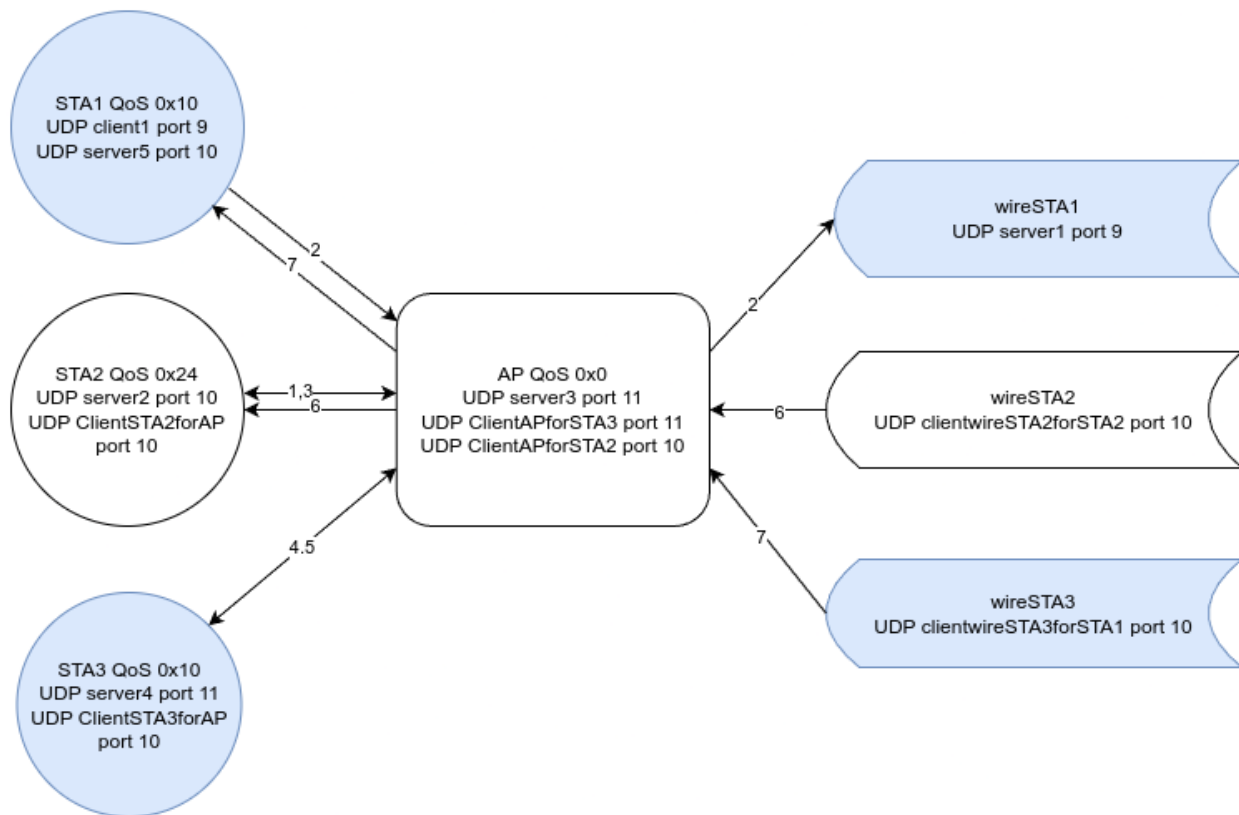 STA1 QoS 0x10
UDP client1 port 9
UDP server5 port 10
2
7
wireSTA1
UDP server1 port 9
2
STA2 QoS 0x24
UDP server2 port 10
UDP ClientSTA2forAP
port 10
1,3
6
AP QoS 0x0
UDP server3 port 11
UDP ClientAPforSTA3 port 11
UDP ClientAPforSTA2 port 10
6
wireSTA2
UDP clientwireSTA2forSTA2 port 10
4.5
7
wireSTA3
UDP clientwireSTA3forSTA1 port 10
STA3 QoS 0x10
UDP server4 port 11
UDP ClientSTA3forAP
port 10